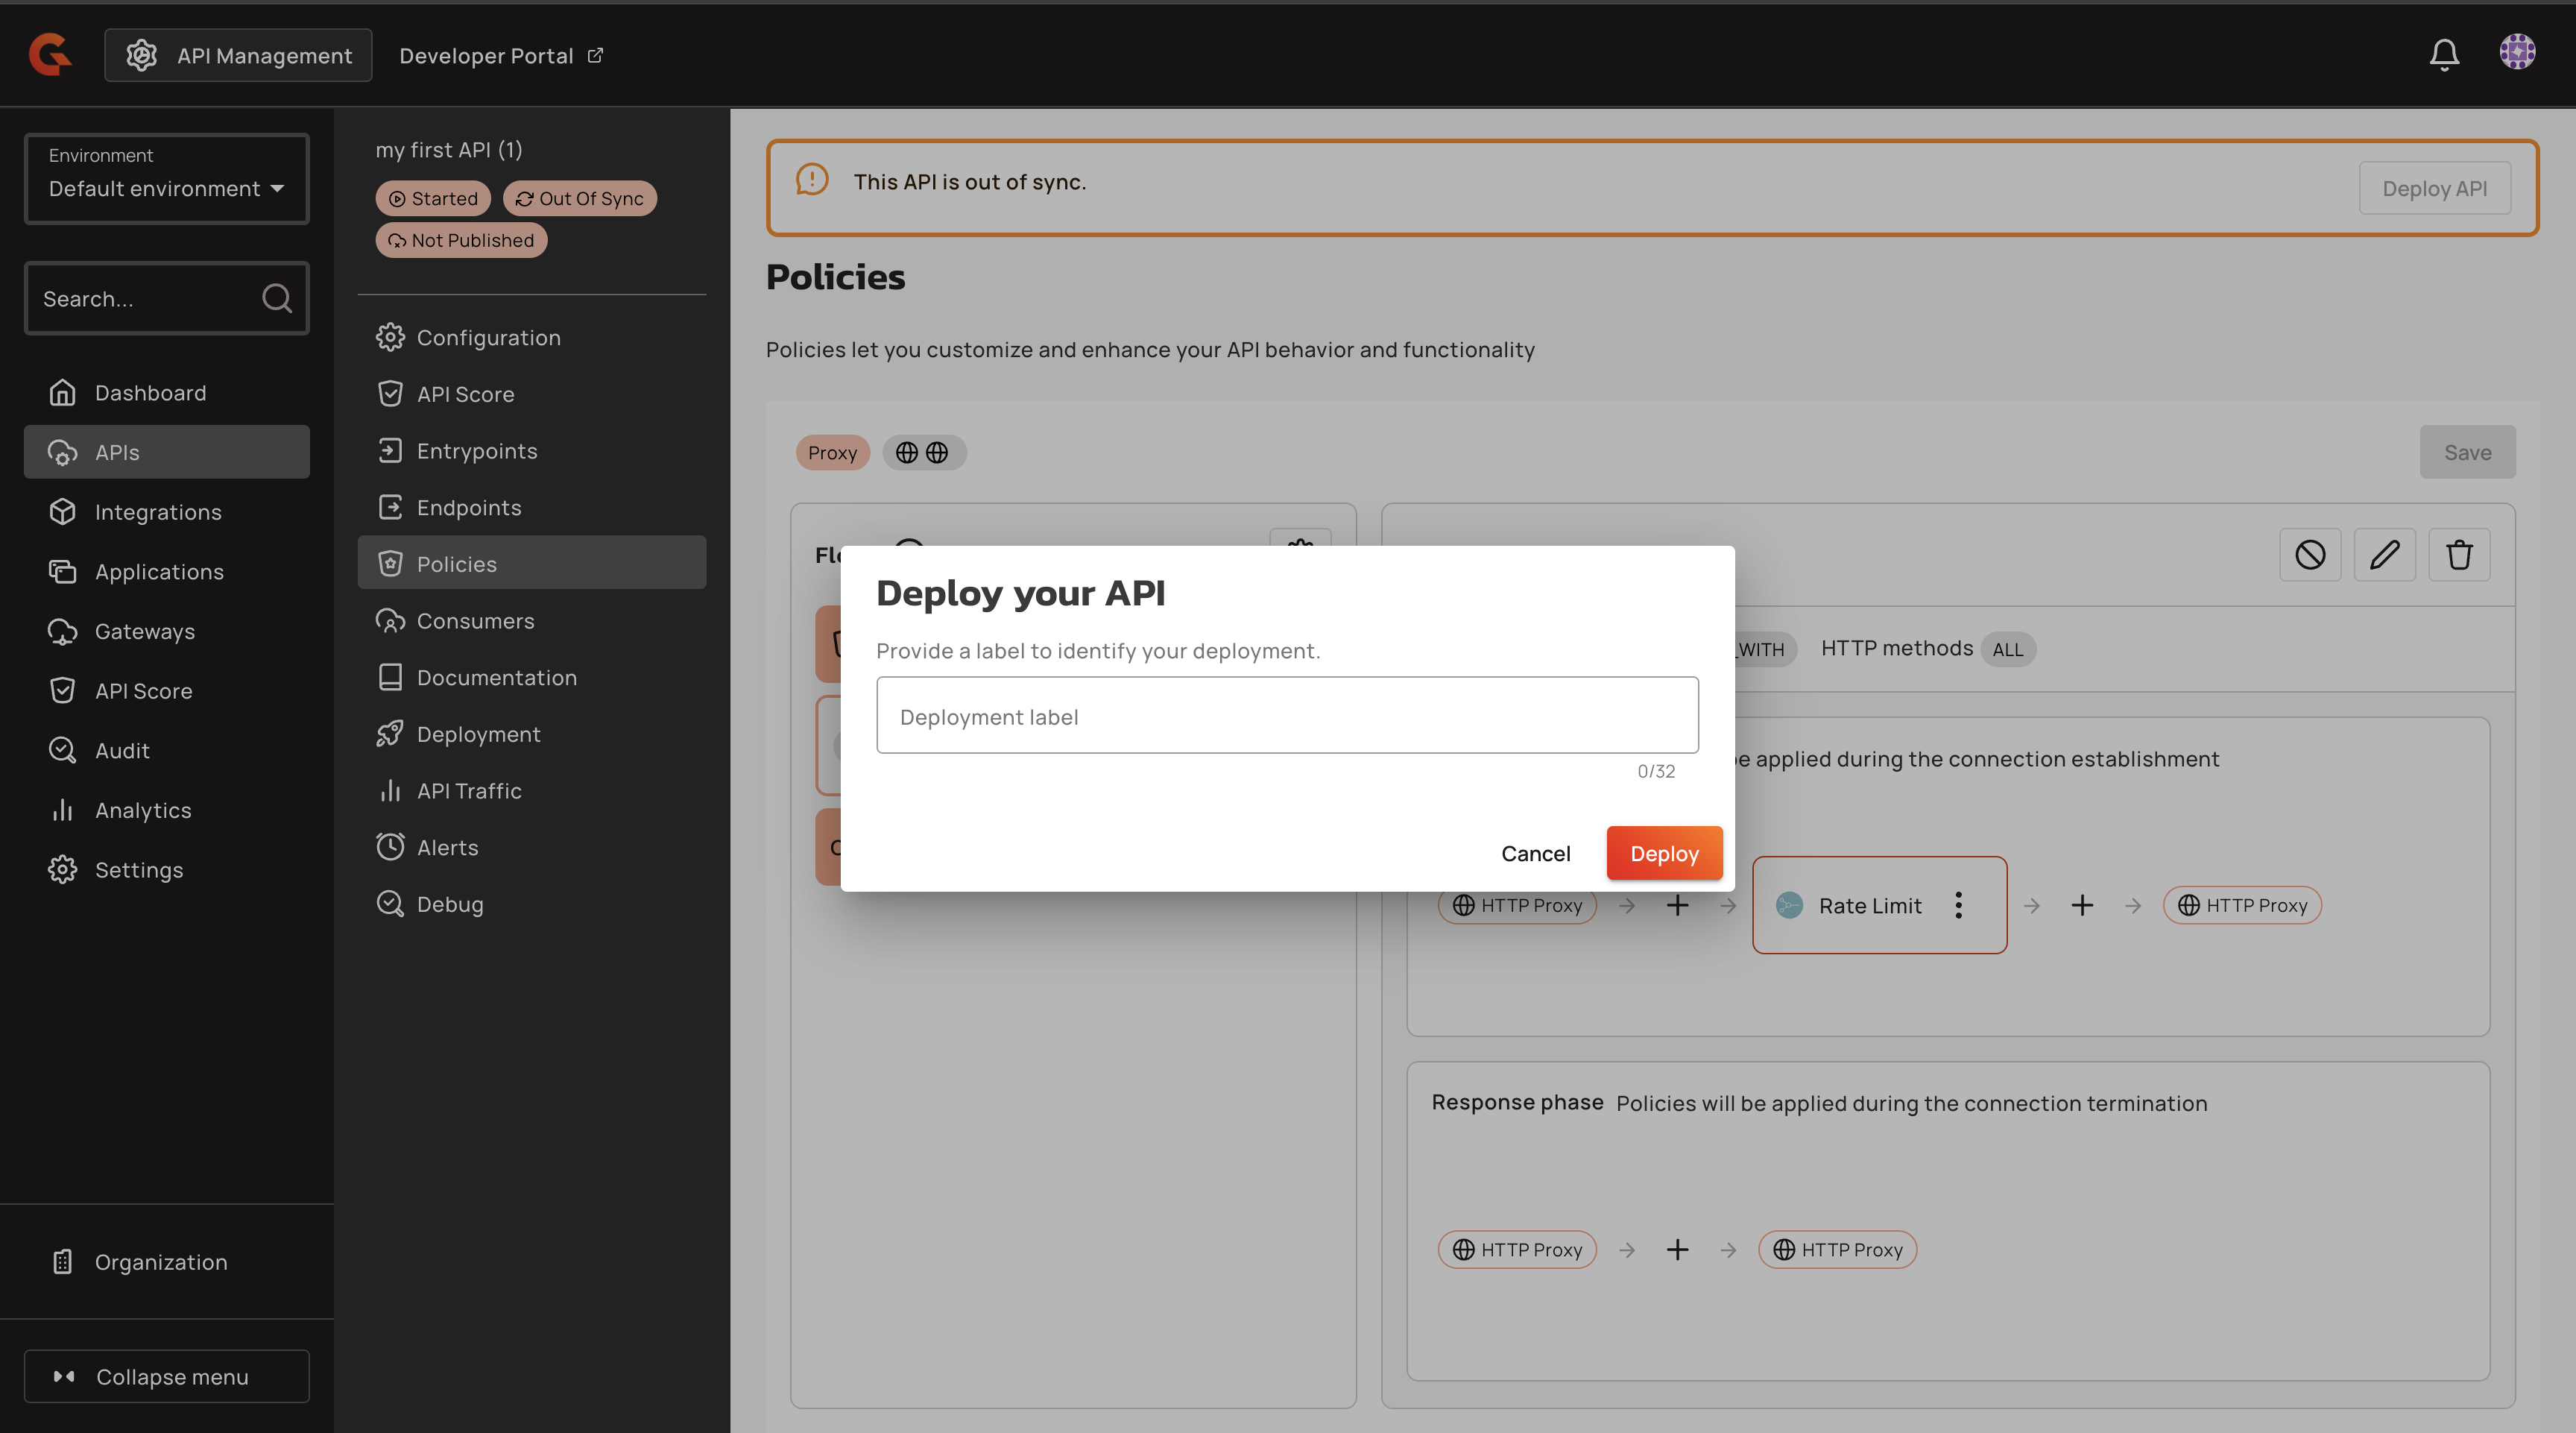 API Management
Developer Portal
Environment
Default environment
Search...
Dashboard
APIs
Integrations
Applications
Gateways
API Score
Audit
Analytics
Settings
Organization
Collapse menu
my first API (1)
Started
Out Of Sync
Not Published
Configuration
API Score
Entrypoints
Endpoints
Policies
Consumers
Documentation
Deployment
API Traffic
Alerts
Debug
This API is out of sync.
Deploy API
Policies
Policies let you customize and enhance your API behavior and functionality
Proxy
Save
WITH
HTTP methods ALL
applied during the connection establishment
Deploy your API
Provide a label to identify your deployment.
Deployment label
0/32
Cancel
Deploy
HTTP Proxy
Rate Limit
HTTP Proxy
Response phase Policies will be applied during the connection termination
HTTP Proxy
HTTP Proxy